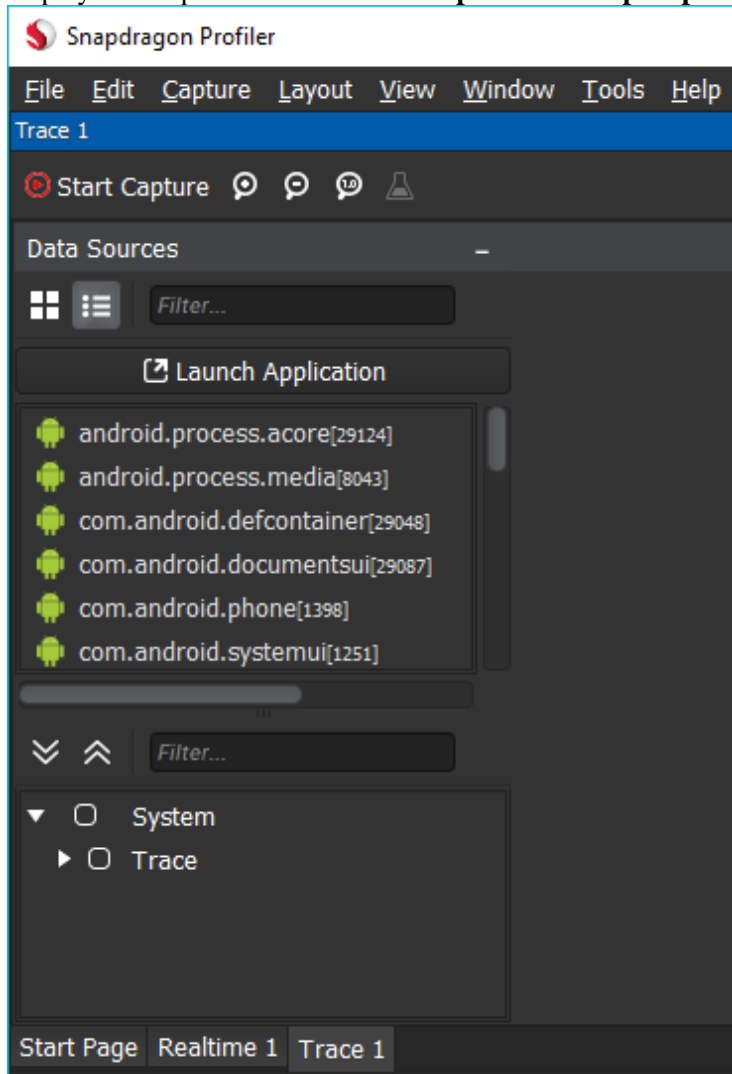 Snapdragon Profiler
File Edit Capture Layout View Window Tools Help
Trace 1
Start Capture 1.0
Data Sources
Filter...
Launch Application
android.process.acore[29124]
android.process.media[8043]
com.android.defcontainer[29048]
com.android.documentsui[29087]
com.android.phone[1398]
com.android.systemui[1251]
Filter...
System
Trace
Start Page Realtime 1 Trace 1